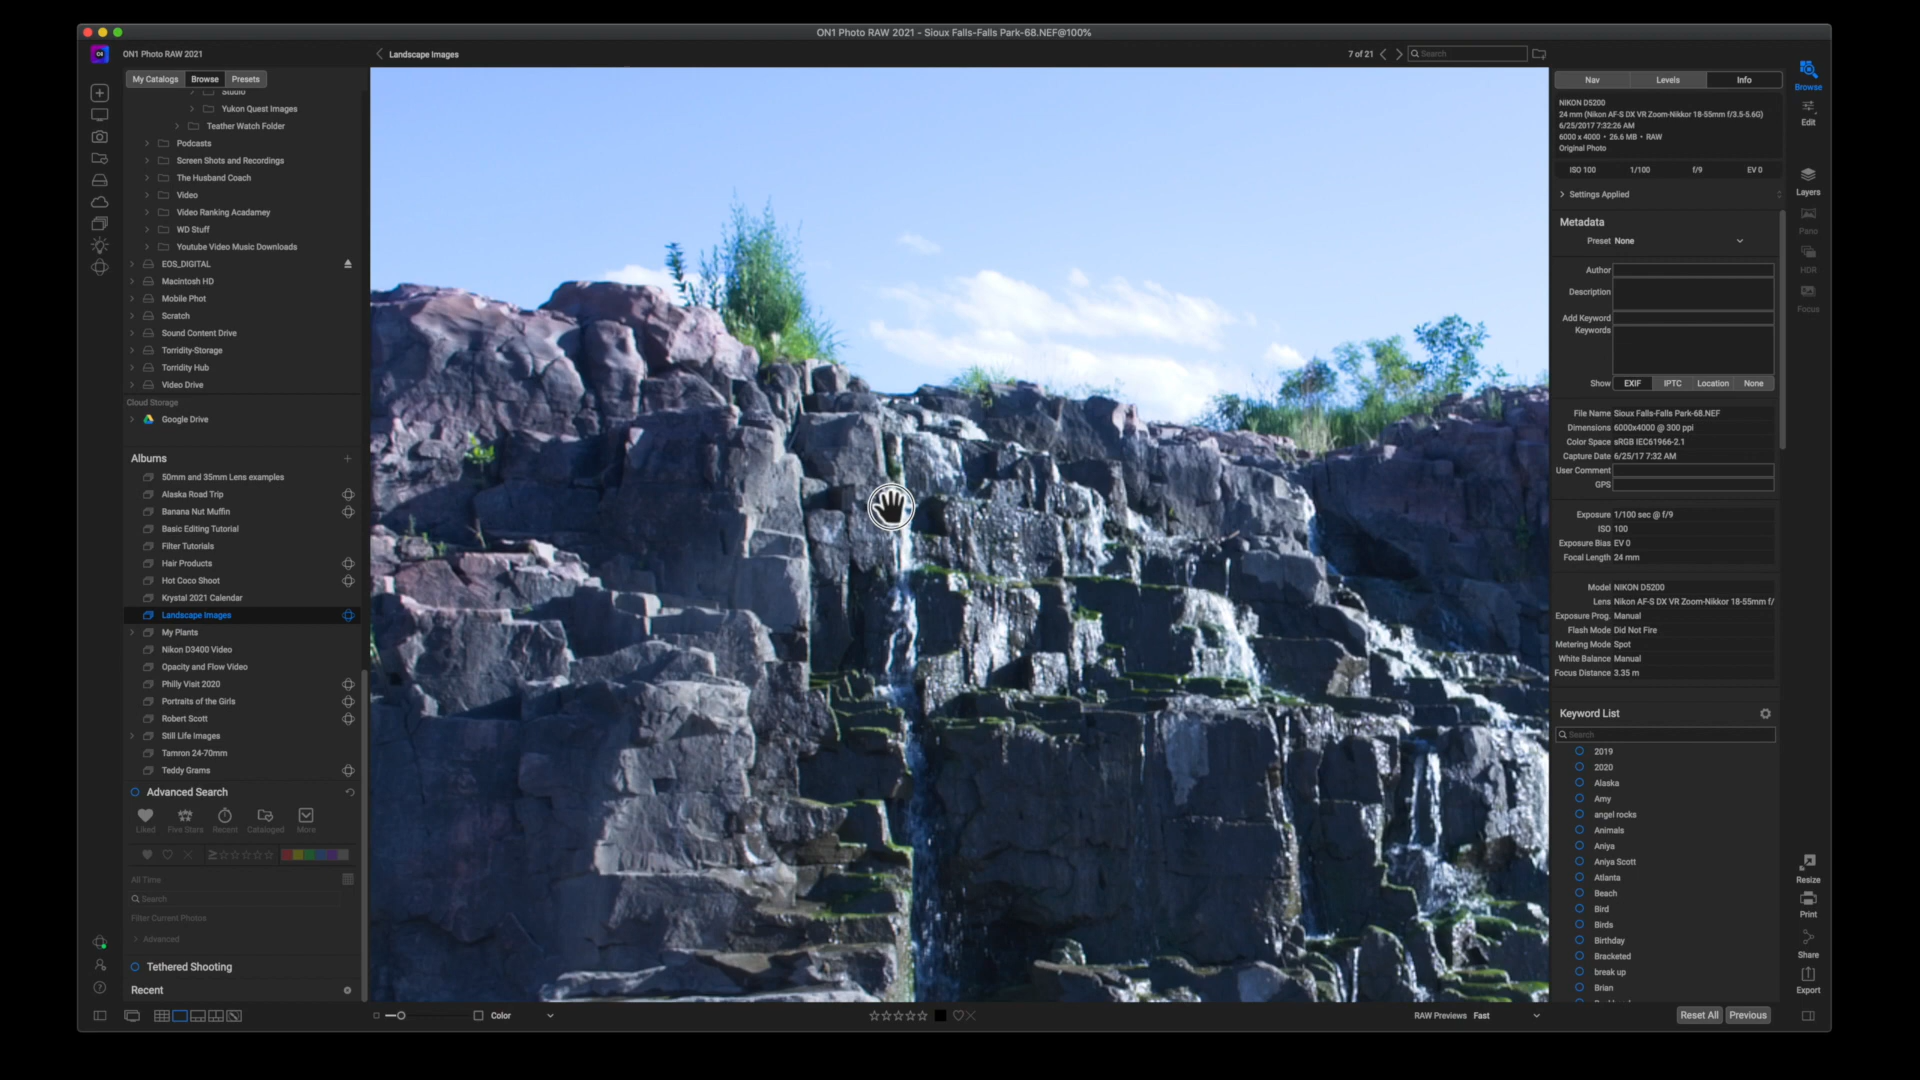 ON1 Photo RAW 2021 - Sioux Falls-Falls Park-68.NEF@100%
ON1 Photo RAW 2021
Landscape Images
7 of 21
Search
My Catalogs
Browse
Presets
Studio
Yukon Quest Images
Teather Watch Folder
Podcasts
Screen Shots and Recordings
The Husband Coach
Video
Video Ranking Acadamey
WD Stuff
Youtube Video Music Downloads
EOS_DIGITAL
Macintosh HD
Mobile Phot
Scratch
Sound Content Drive
Torridity-Storage
Torridity Hub
Video Drive
Cloud Storage
Google Drive
Albums
50mm and 35mm Lens examples
Alaska Road Trip
Banana Nut Muffin
Basic Editing Tutorial
Filter Tutorials
Hair Products
Hot Coco Shoot
Krystal 2021 Calendar
Landscape Images
My Plants
Nikon D3400 Video
Opacity and Flow Video
Philly Visit 2020
Portraits of the Girls
Robert Scott
Still Life Images
Tamron 24-70mm
Teddy Grams
Advanced Search
Liked
Five Stars
Recent
Cataloged
More
All Time
Search
Filter Current Photos
Advanced
Tethered Shooting
Recent
Color
RAW Previews Fast
Nav
Levels
Info
NIKON D5200
24 mm (Nikon AF-S DX VR Zoom-Nikkor 18-55mm f/3.5-5.6G)
6/25/2017 7:32:26 AM
6000 x 4000 • 26.6 MB • RAW
Original Photo
ISO 100 1/100 f/9 EV 0
Settings Applied
Metadata
Preset None
Author
Description
Add Keyword
Keywords
Show EXIF IPTC Location None
File Name Sioux Falls-Falls Park-68.NEF
Dimensions 6000x4000 @ 300 ppi
Color Space sRGB IEC61966-2.1
Capture Date 6/25/17 7:32 AM
User Comment
GPS
Exposure 1/100 sec @ f/9
ISO 100
Exposure Bias EV 0
Focal Length 24 mm
Model NIKON D5200
Lens Nikon AF-S DX VR Zoom-Nikkor 18-55mm f/
Exposure Prog. Manual
Flash Mode Did Not Fire
Metering Mode Spot
White Balance Manual
Focus Distance 3.35 m
Keyword List
Search
2019
2020
Alaska
Amy
angel rocks
Animals
Aniya
Aniya Scott
Atlanta
Beach
Bird
Birds
Birthday
Bracketed
break up
Brian
Reset All
Previous
Browse
Edit
Layers
Pano
HDR
Focus
Resize
Print
Share
Export